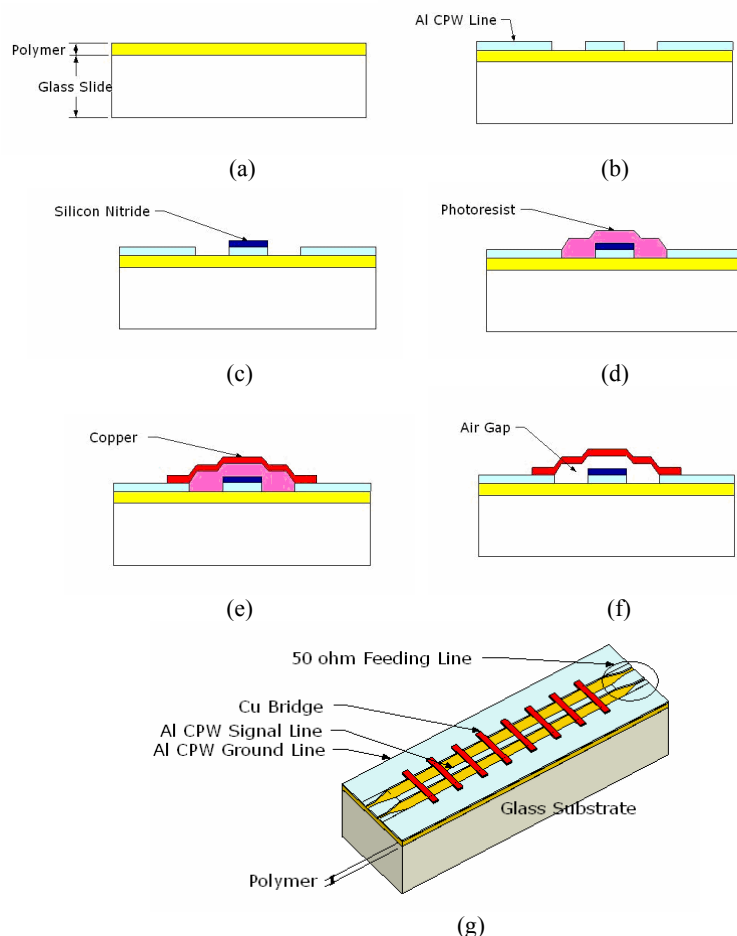 Polymer
Glass Slide
(a)
Al CPW Line
(b)
Silicon Nitride
(c)
Photoresist
(d)
Copper
(e)
Air Gap
(f)
50 ohm Feeding Line
Cu Bridge
Al CPW Signal Line
Al CPW Ground Line
Glass Substrate
Polymer
(g)